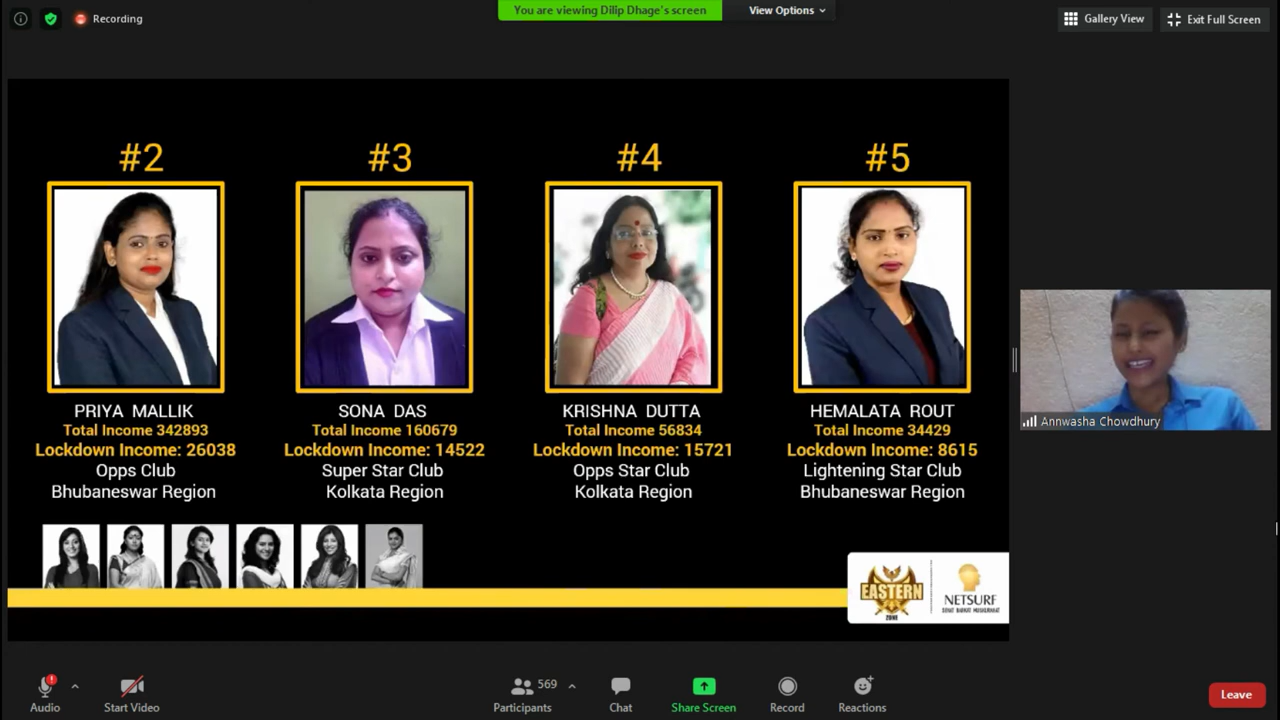 Recording
You are viewing Dilip Dhage's screen
View Options
Gallery View
Exit Full Screen
#2
#3
#4
#5
PRIYA MALLIK
Total Income 342893
Lockdown Income: 26038
Opps Club
Bhubaneswar Region
SONA DAS
Total Income 160679
Lockdown Income: 14522
Super Star Club
Kolkata Region
KRISHNA DUTTA
Total Income 56834
Lockdown Income: 15721
Opps Star Club
Kolkata Region
HEMALATA ROUT
Total Income 34429
Lockdown Income: 8615
Lightening Star Club
Bhubaneswar Region
Annwasha Chowdhury
EASTERN
ZONE
NETSURF
Audio
Start Video
569
Participants
Chat
Share Screen
Record
Reactions
Leave